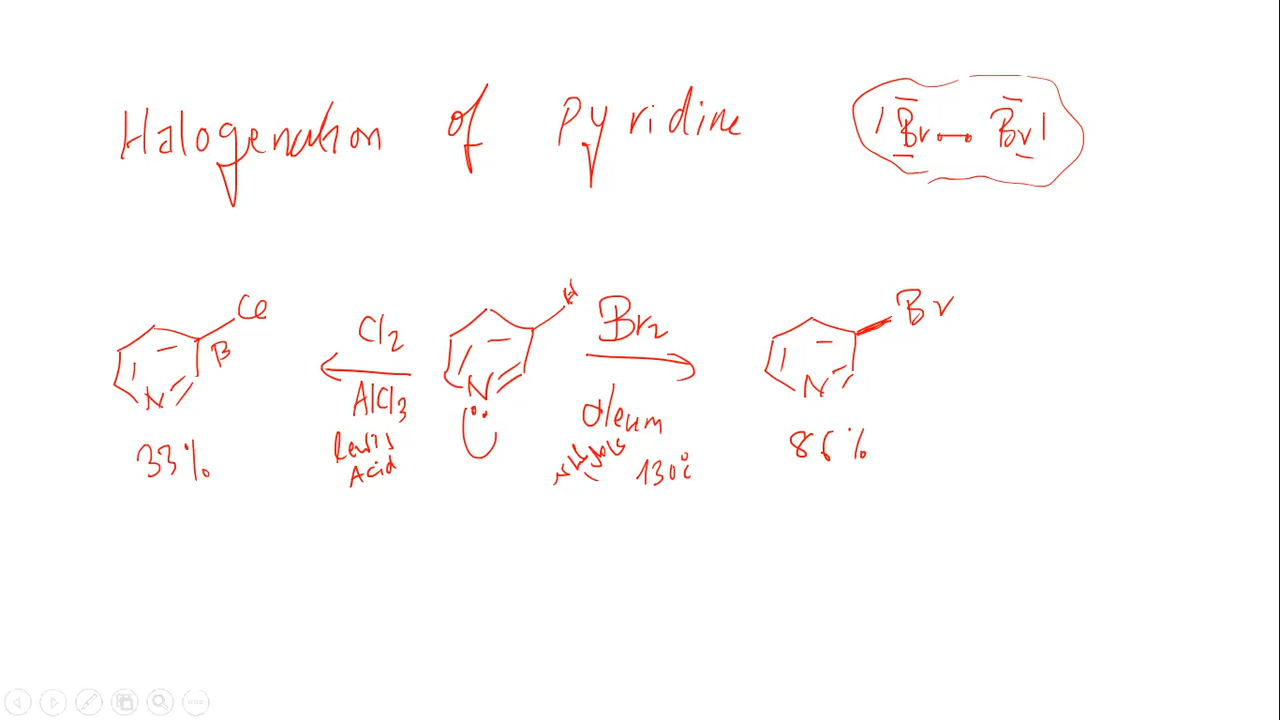 Halogenation of Pyridine
|Br — Br|
Cl
β
N
33%
Cl2
AlCl3
Lewis
Acid
H
N
Br2
Oleum
130°
Br
N
86%